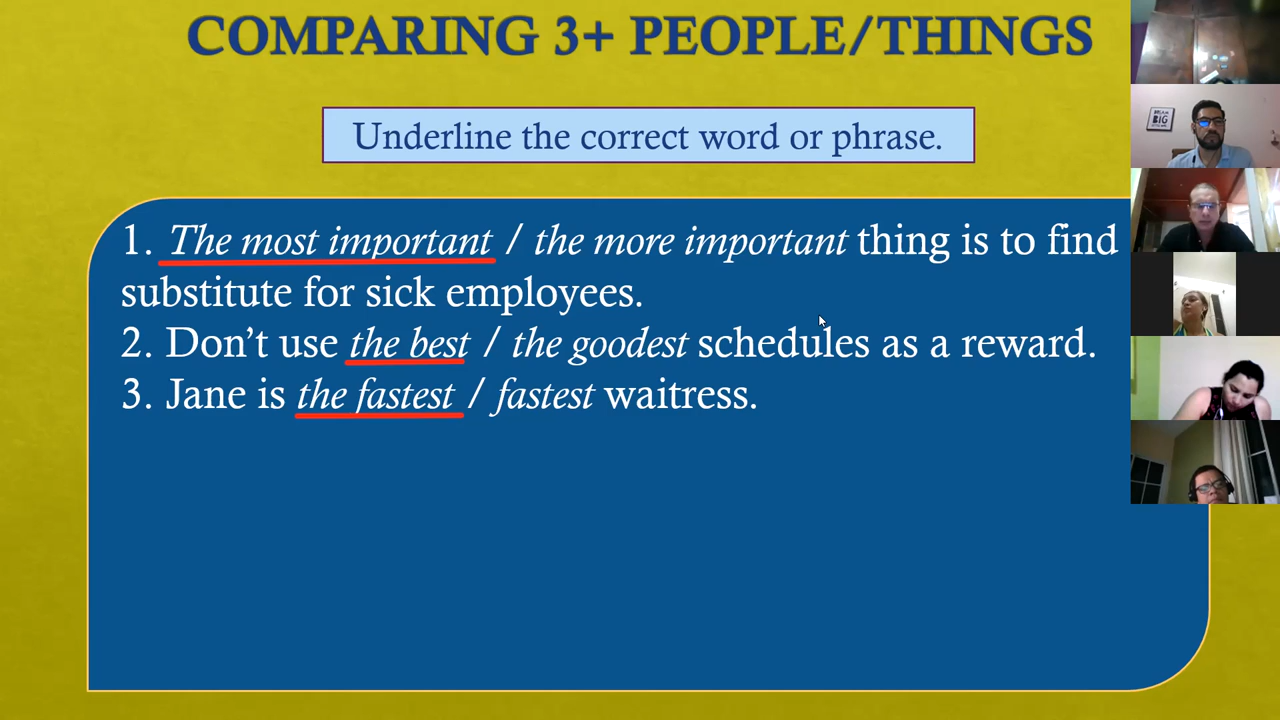 COMPARING 3+ PEOPLE/THINGS
Underline the correct word or phrase.
1. The most important / the more important thing is to find
substitute for sick employees.
2. Don’t use the best / the goodest schedules as a reward.
3. Jane is the fastest / fastest waitress.
BIG